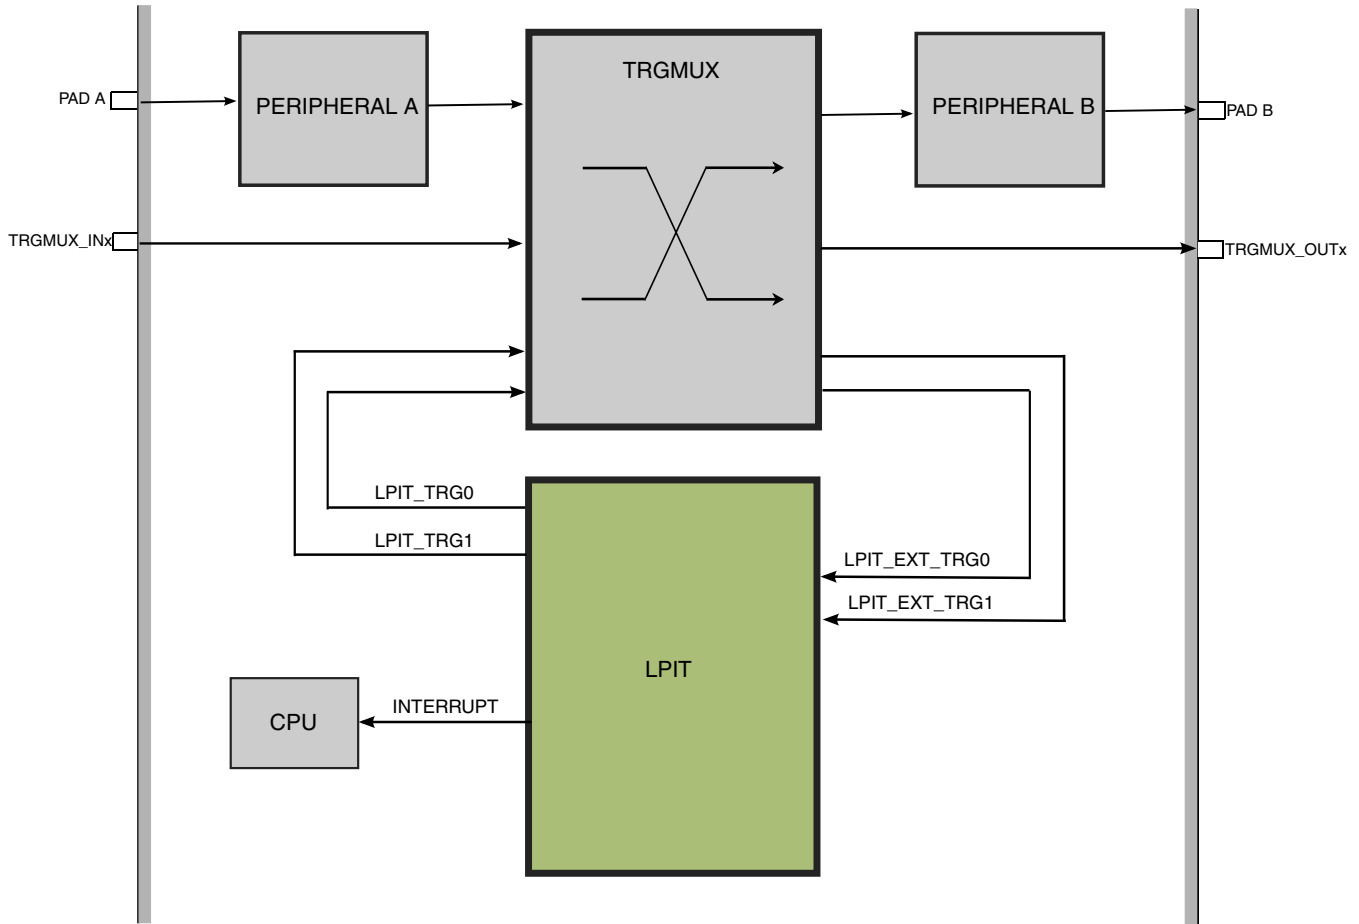 TRGMUX
PAD A
PERIPHERAL A
PERIPHERAL B
PAD B
TRGMUX_INx
TRGMUX_OUTx
LPIT_TRG0
LPIT_TRG1
LPIT_EXT_TRG0
LPIT_EXT_TRG1
LPIT
INTERRUPT
CPU